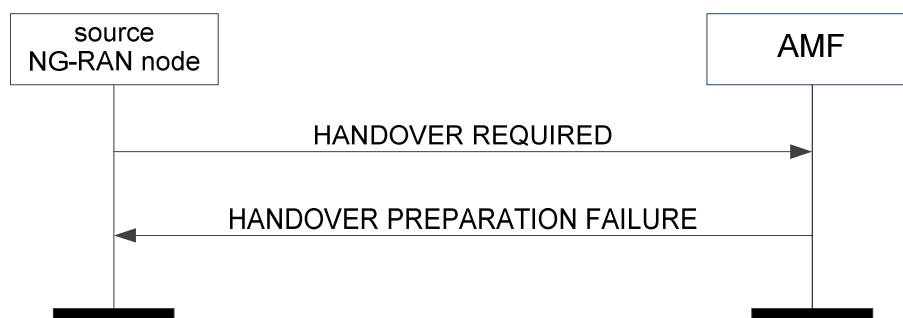 source
NG-RAN node
AMF
HANDOVER REQUIRED
HANDOVER PREPARATION FAILURE